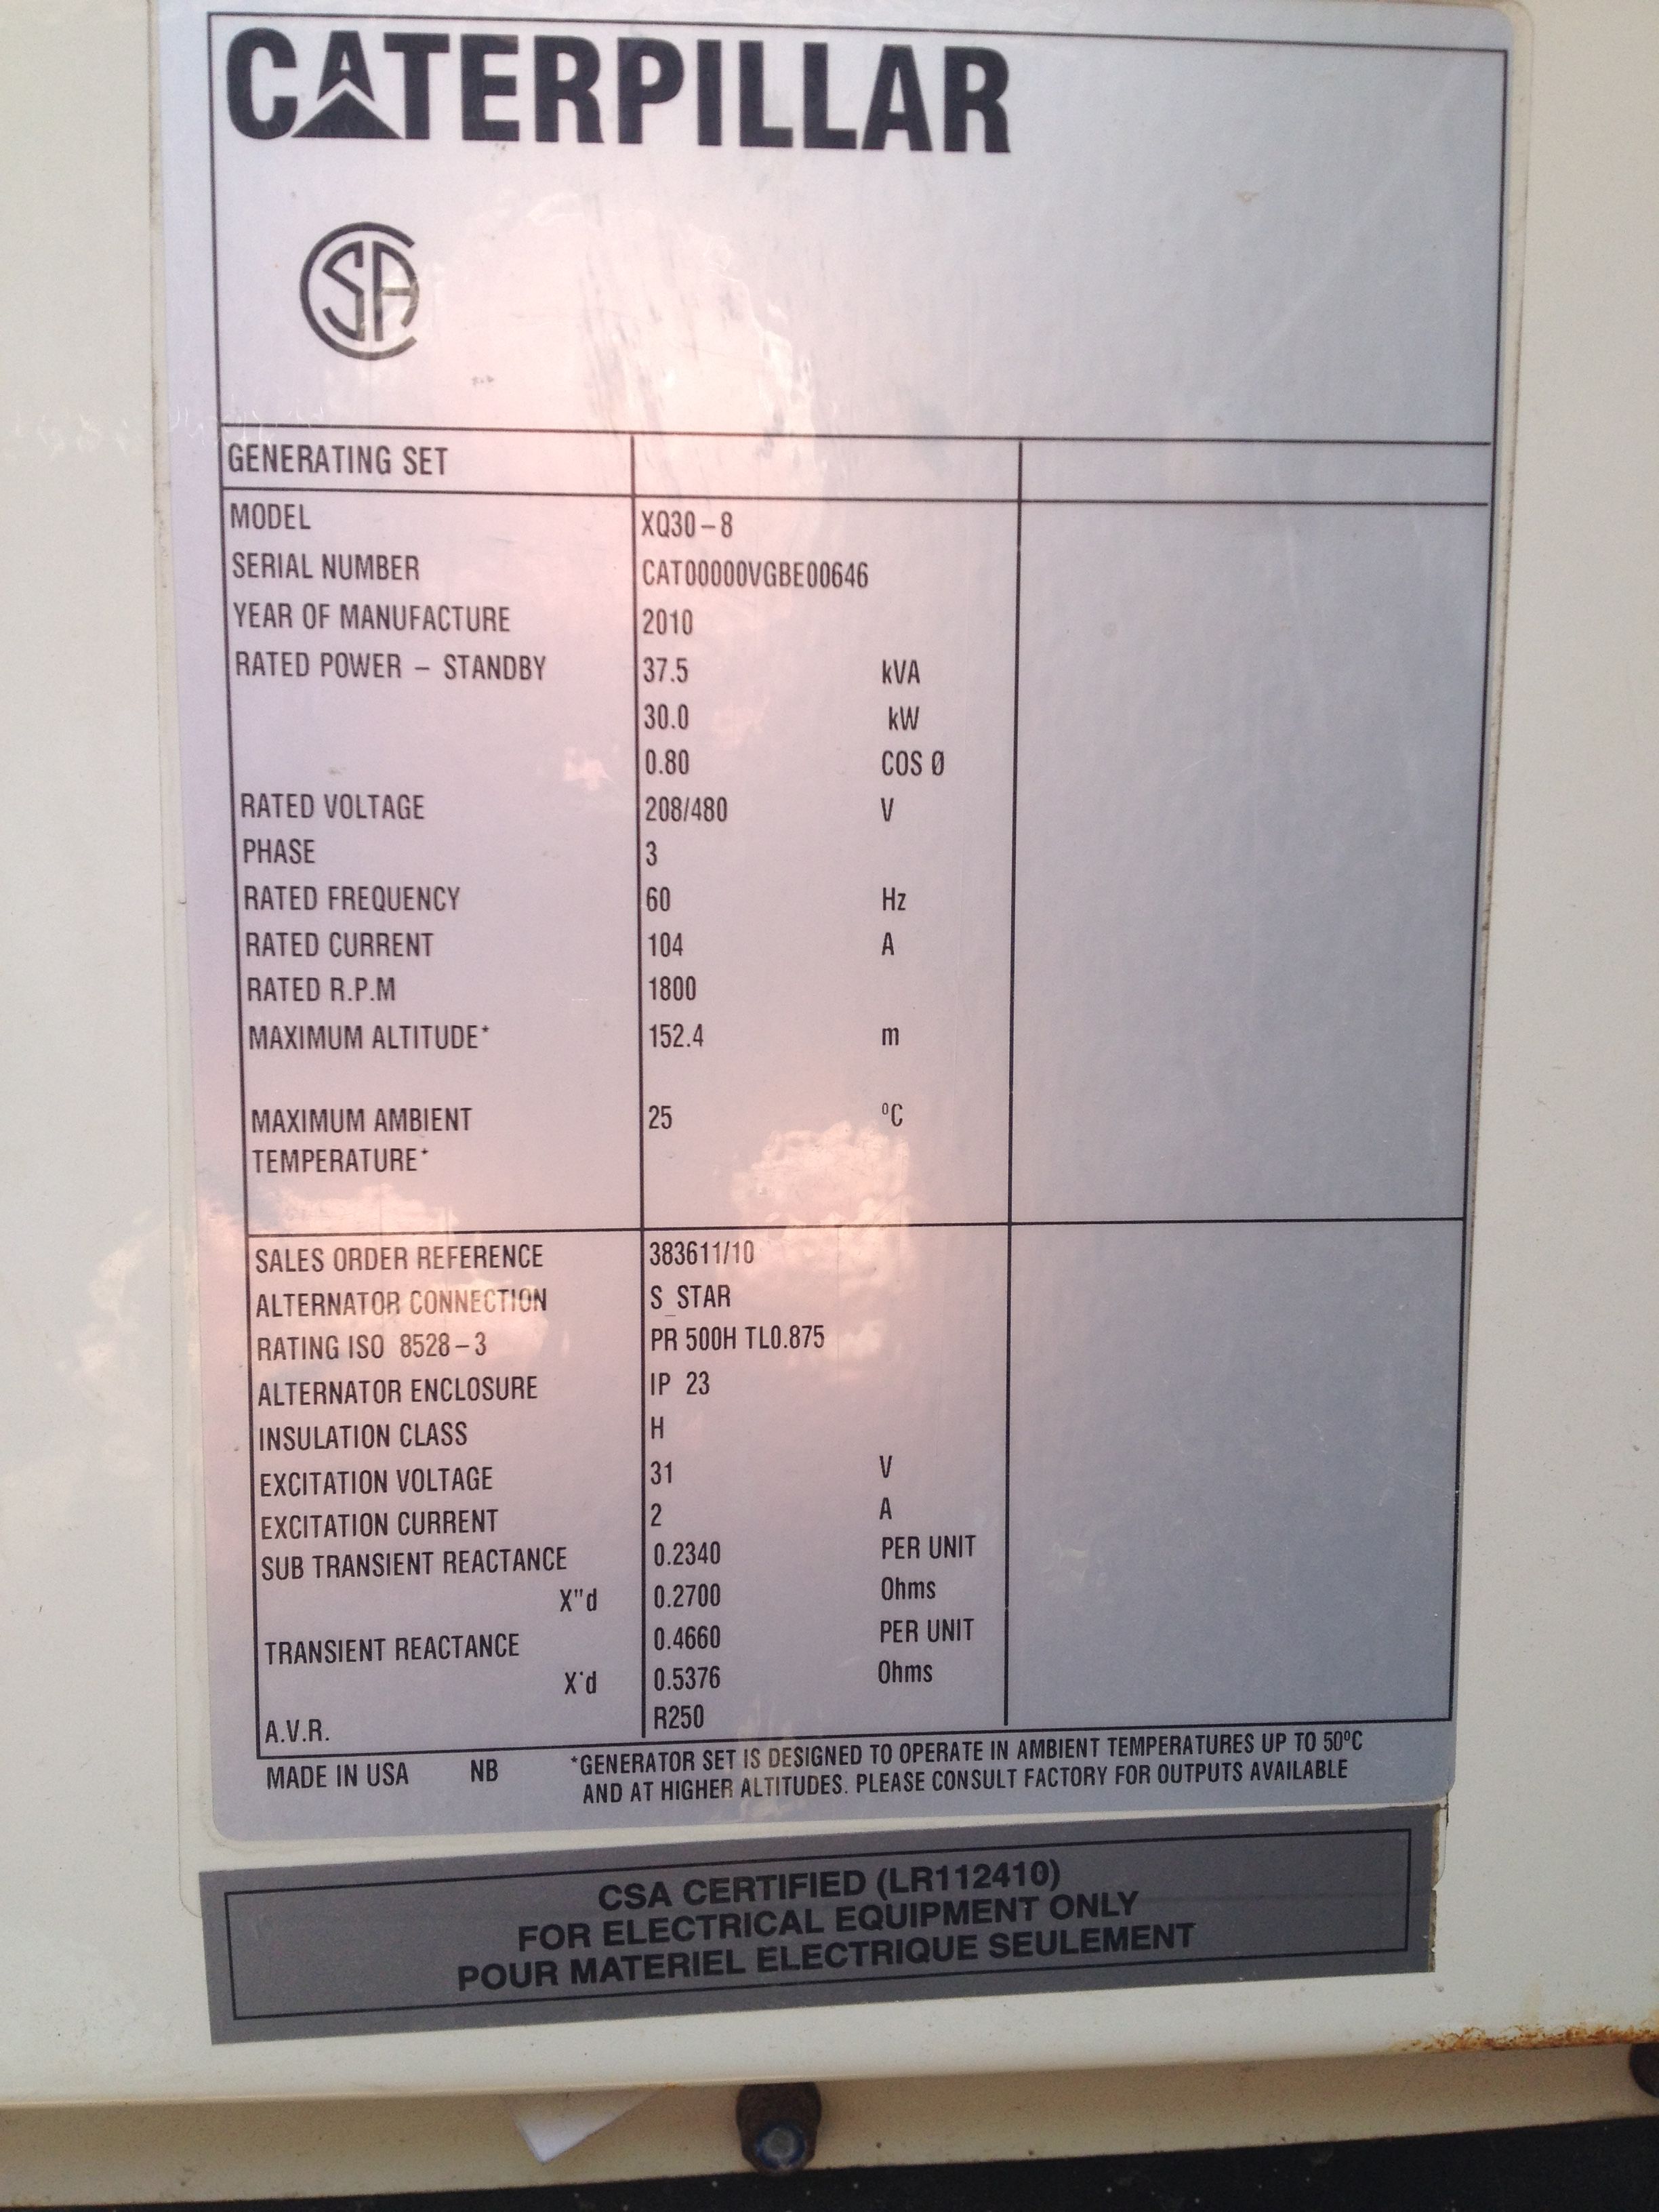 CATERPILLAR
CSA
GENERATING SET
MODEL XQ30-8
SERIAL NUMBER CAT00000VGBE00646
YEAR OF MANUFACTURE 2010
RATED POWER - STANDBY 37.5 kVA
30.0 kW
0.80 COS Ø
RATED VOLTAGE 208/480 V
PHASE 3
RATED FREQUENCY 60 Hz
RATED CURRENT 104 A
RATED R.P.M 1800
MAXIMUM ALTITUDE* 152.4 m
MAXIMUM AMBIENT 25 ºC
TEMPERATURE*
SALES ORDER REFERENCE 383611/10
ALTERNATOR CONNECTION S_STAR
RATING ISO 8528-3 PR 500H TL0.875
ALTERNATOR ENCLOSURE IP 23
INSULATION CLASS H
EXCITATION VOLTAGE 31 V
EXCITATION CURRENT 2 A
SUB TRANSIENT REACTANCE 0.2340 PER UNIT
X"d 0.2700 Ohms
TRANSIENT REACTANCE 0.4660 PER UNIT
X'd 0.5376 Ohms
A.V.R. R250
MADE IN USA NB *GENERATOR SET IS DESIGNED TO OPERATE IN AMBIENT TEMPERATURES UP TO 50ºC
AND AT HIGHER ALTITUDES. PLEASE CONSULT FACTORY FOR OUTPUTS AVAILABLE
CSA CERTIFIED (LR112410)
FOR ELECTRICAL EQUIPMENT ONLY
POUR MATERIEL ELECTRIQUE SEULEMENT